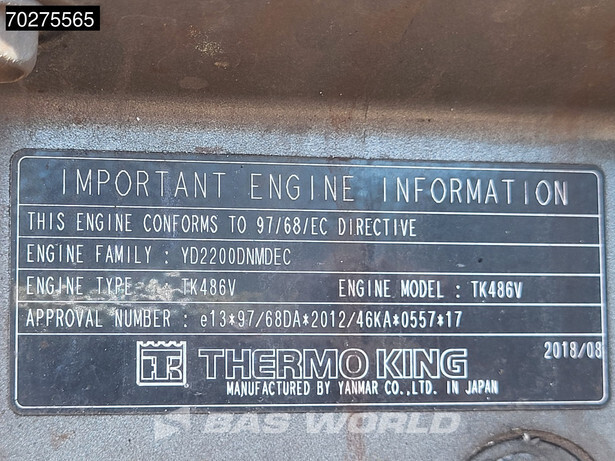 70275565
IMPORTANT ENGINE INFORMATION
THIS ENGINE CONFORMS TO 97/68/EC DIRECTIVE
ENGINE FAMILY : YD2200DNMDEC
ENGINE TYPE : TK486V ENGINE MODEL : TK486V
APPROVAL NUMBER : e13*97/68DA*2012/46KA*0557*17
TK THERMO KING 2018/08
MANUFACTURED BY YANMAR CO.,LTD. IN JAPAN
BAS WORLD